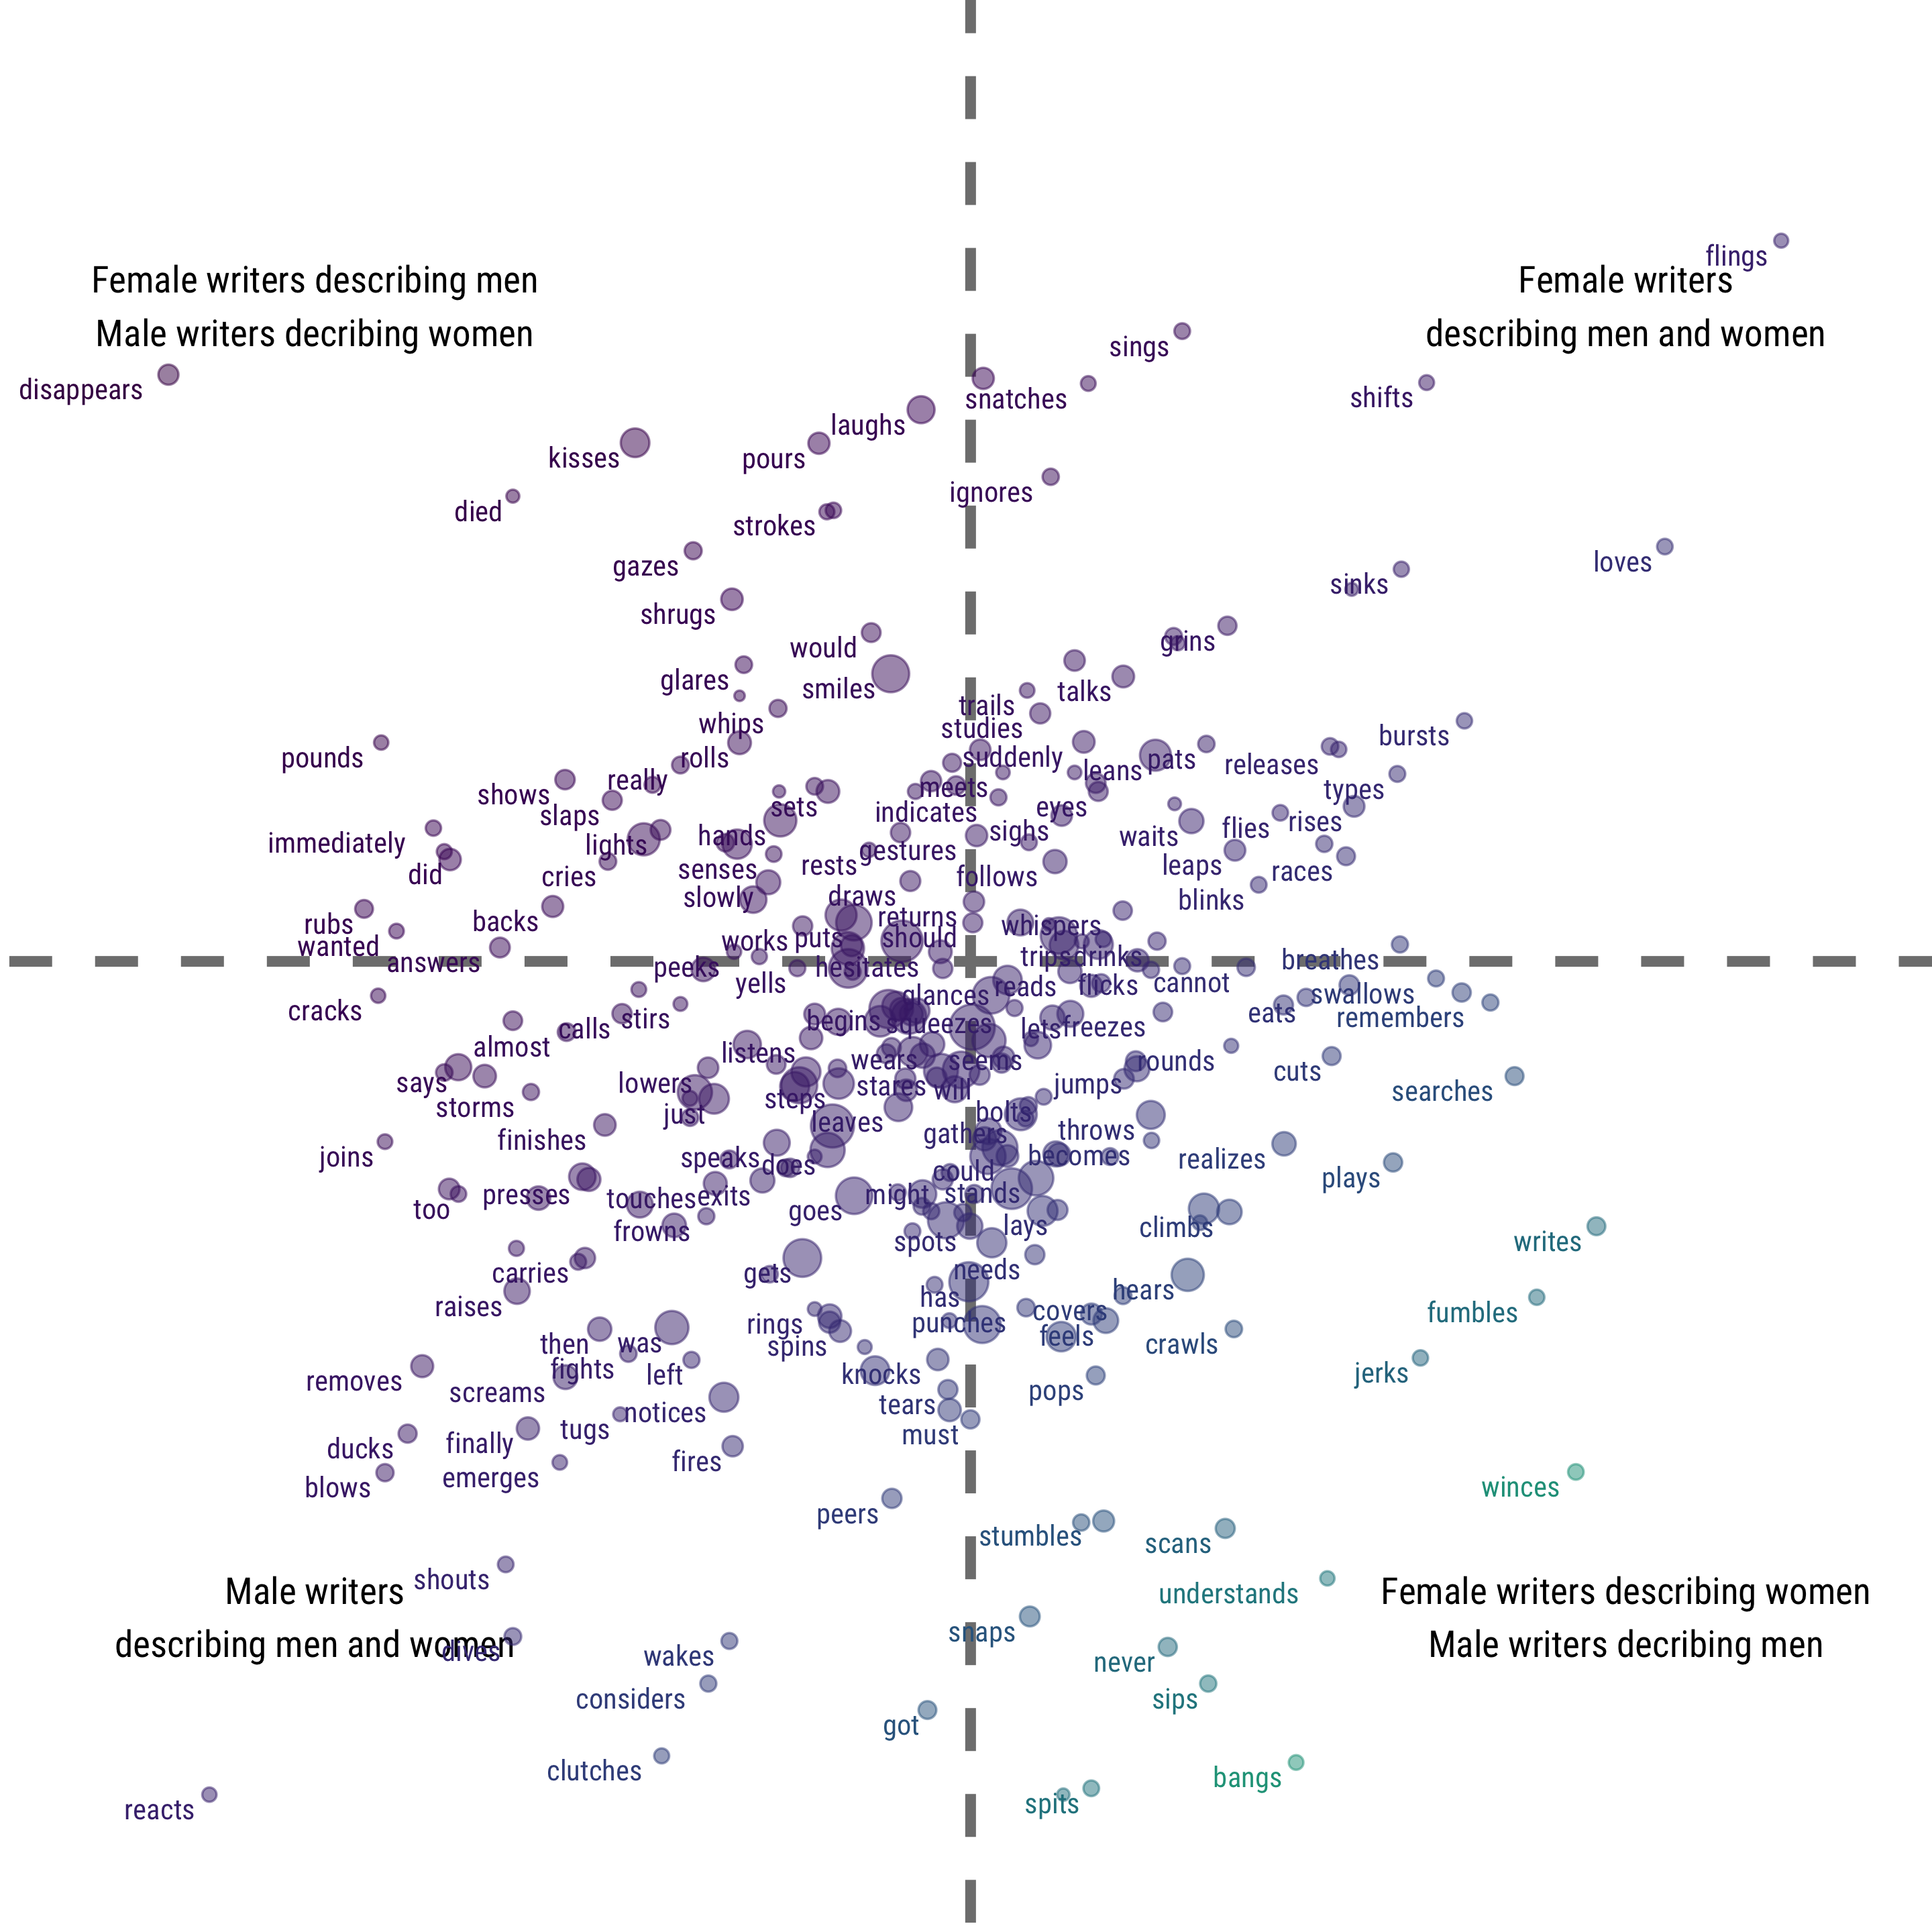 flings
Female writers describing men
Male writers decribing women
Female writers
describing men and women
sings
disappears
snatches
shifts
laughs
kisses
pours
ignores
died
strokes
loves
gazes
sinks
shrugs
would
grins
glares
smiles
talks
trails
whips
studies
bursts
pounds
rolls
suddenly
pats
leans
releases
really
shows
meets
types
sets
eyes
slaps
indicates
rises
hands
sighs
waits
flies
immediately
lights
gestures
rests
senses
leaps
races
did
cries
follows
slowly
draws
blinks
rubs
backs
returns
whispers
wanted
works
puts
should
answers
trips
drinks
breathes
peeks
hesitates
yells
reads
flicks
cannot
glances
swallows
cracks
stirs
begins
squeezes
eats
remembers
calls
lets
freezes
almost
listens
wears
seems
rounds
cuts
says
lowers
stares
will
jumps
searches
storms
just
steps
bolts
leaves
gathers
throws
finishes
joins
speaks
does
becomes
realizes
could
plays
presses
touches
exits
might
stands
too
goes
frowns
spots
lays
climbs
writes
carries
gets
needs
hears
raises
has
covers
fumbles
rings
punches
then
was
spins
feels
crawls
fights
left
knocks
jerks
removes
screams
pops
tears
notices
tugs
must
ducks
finally
fires
emerges
blows
winces
peers
stumbles
scans
shouts
Male writers
describing men and women
dives
understands
Female writers describing women
Male writers decribing men
snaps
wakes
never
considers
sips
got
clutches
bangs
reacts
spits